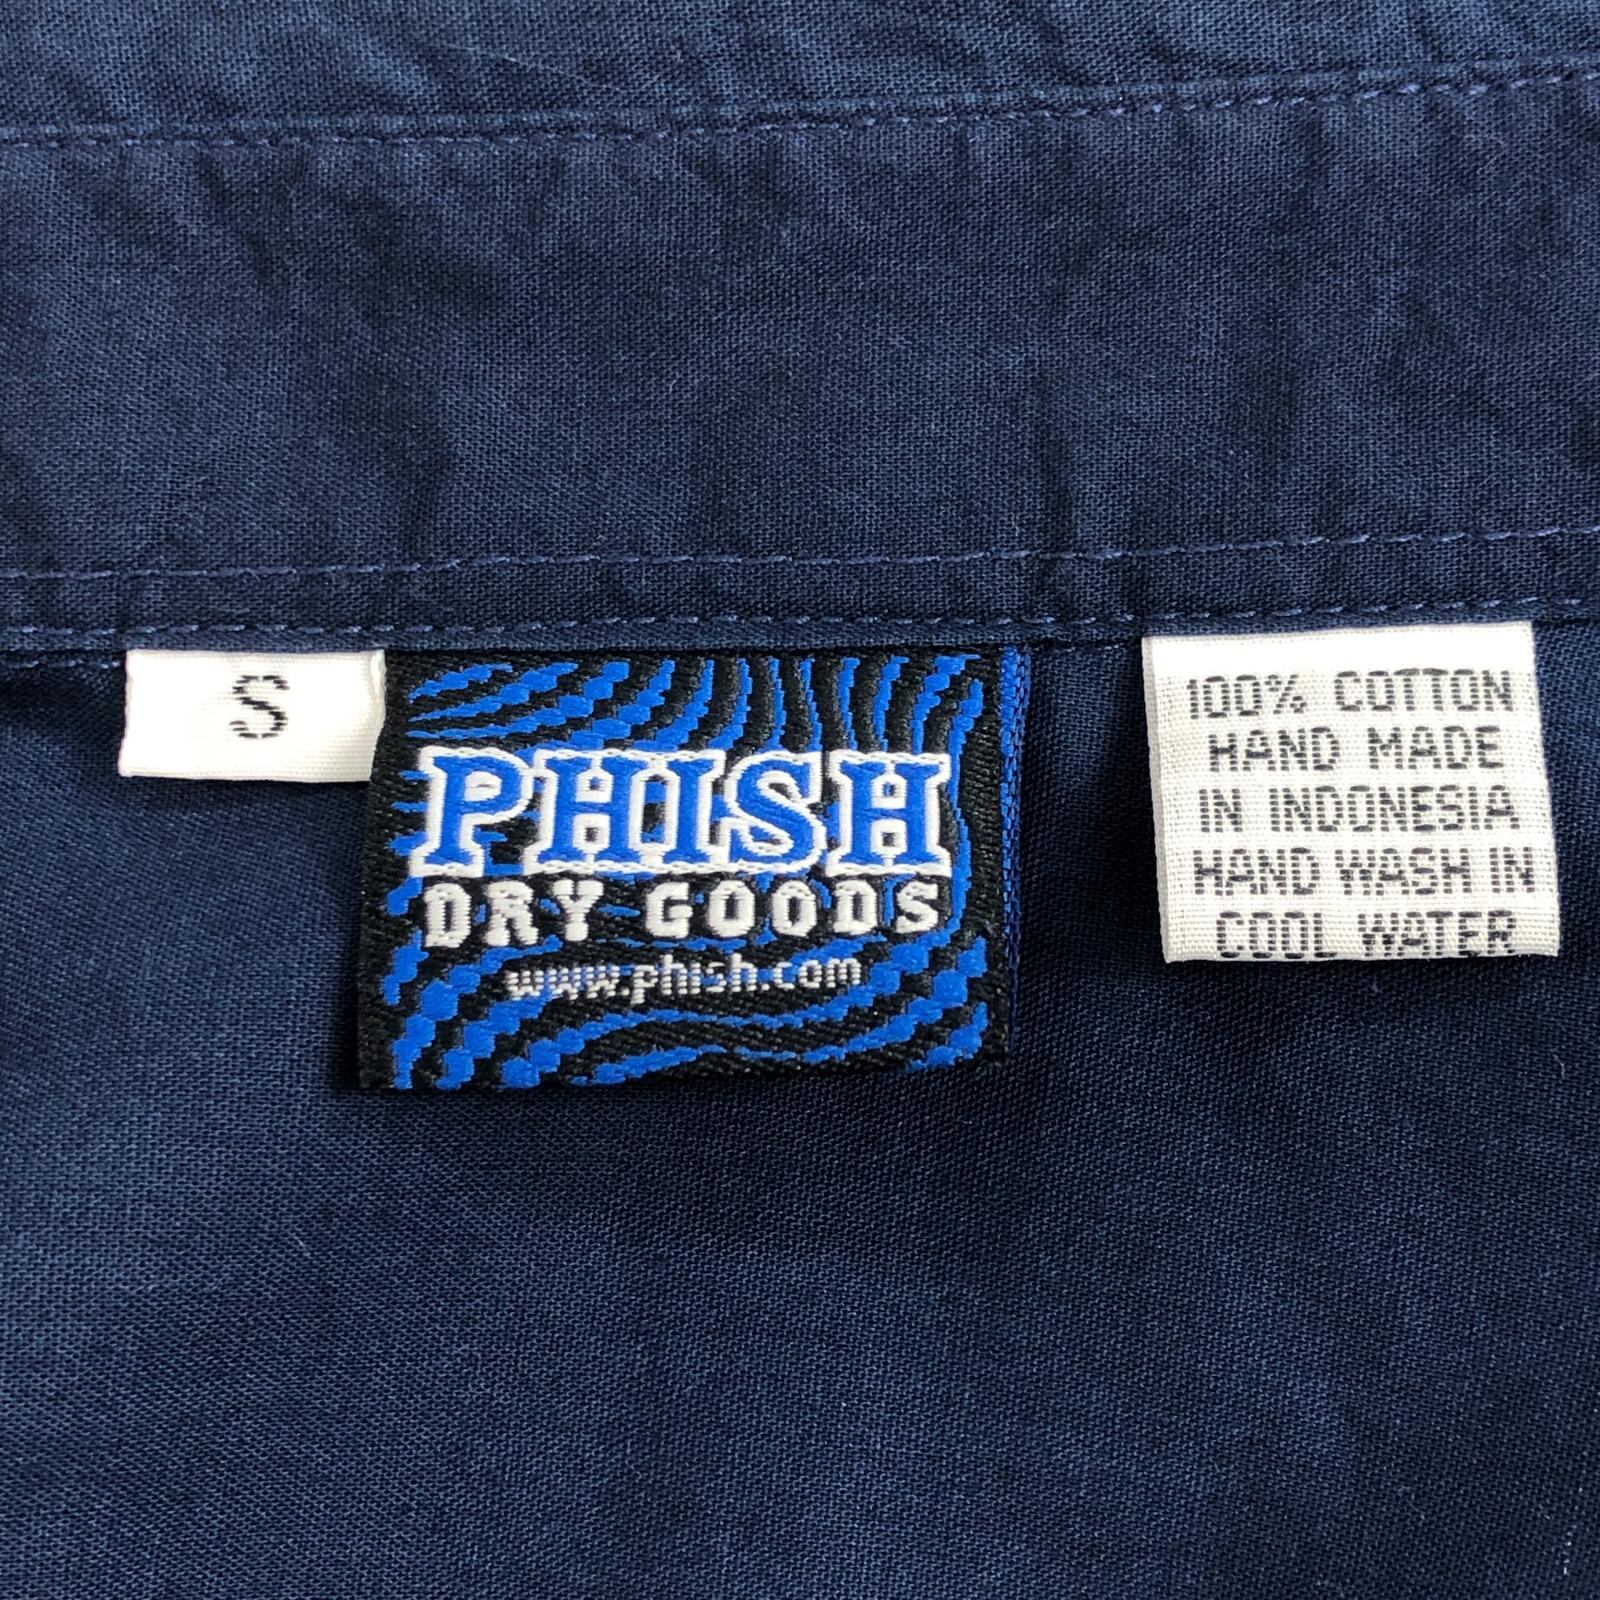 S
PHISH
DRY GOODS
www.phish.com
100% COTTON
HAND MADE
IN INDONESIA
HAND WASH IN
COOL WATER